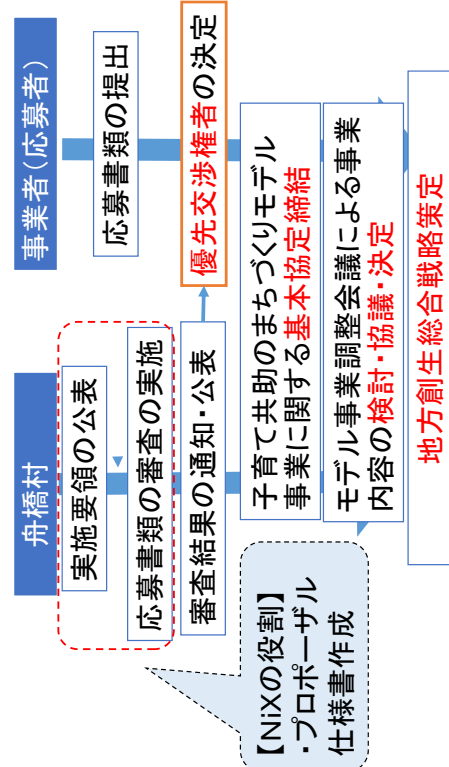 舟橋村
事業者(応募者)
実施要領の公表
応募書類の提出
応募書類の審査の実施
審査結果の通知・公表
優先交渉権者の決定
子育て共助のまちづくりモデル
事業に関する基本協定締結
モデル事業調整会議による事業
内容の検討・協議・決定
地方創生総合戦略策定
【NiXの役割】
・プロポーザル
仕様書作成